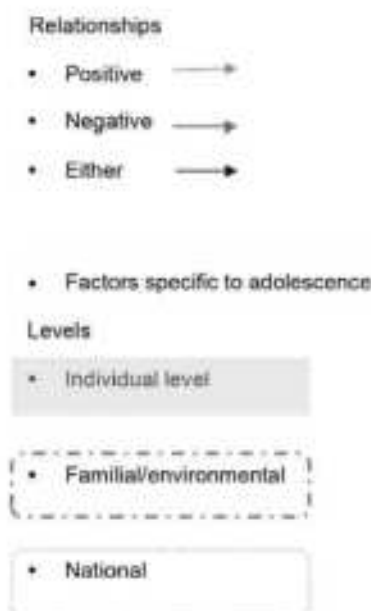 Relationships
• Positive
• Negative
• Either
• Factors specific to adolescence
Levels
• Individual level
• Familial/environmental
• National